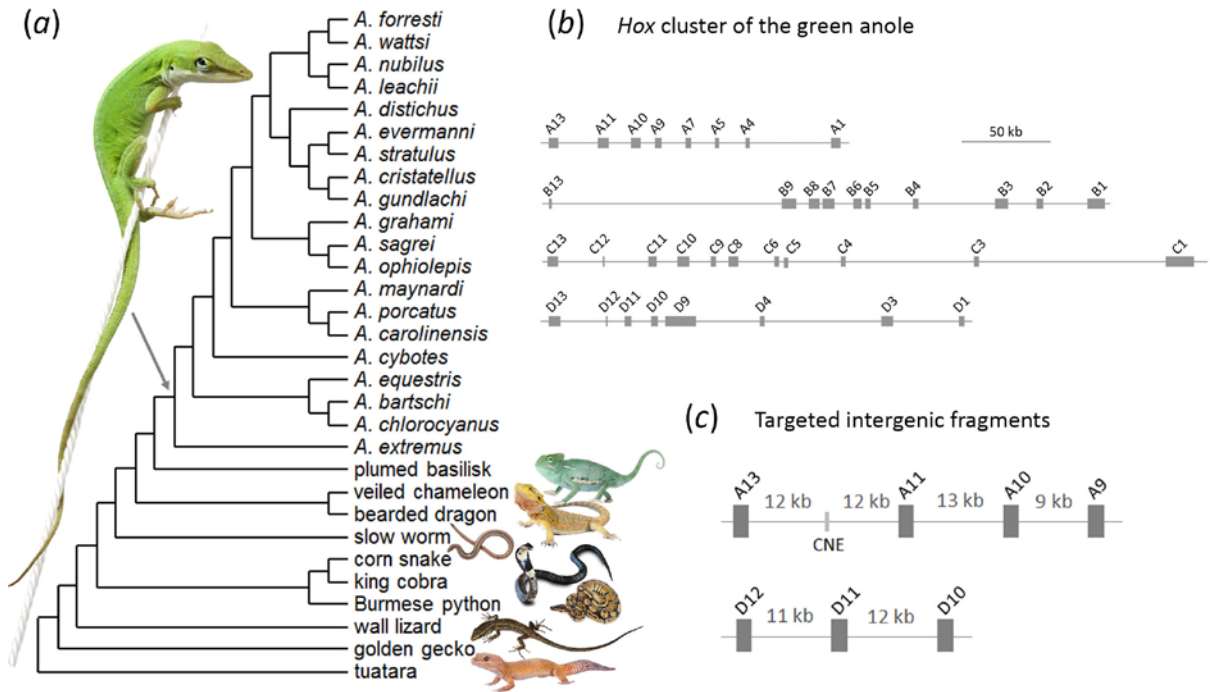 (a)
A. forresti
A. wattsi
A. nubilus
A. leachii
A. distichus
A. evermanni
A. stratulus
A. cristatellus
A. gundlachi
A. grahami
A. sagrei
A. ophiolepis
A. maynardi
A. porcatus
A. carolinensis
A. cybotes
A. equestris
A. bartschi
A. chlorocyanus
A. extremus
plumed basilisk
veiled chameleon
bearded dragon
slow worm
corn snake
king cobra
Burmese python
wall lizard
golden gecko
tuatara
(b) Hox cluster of the green anole
A13 A11 A10 A9 A7 A5 A4 A1
50 kb
B13 B9 B8 B7 B6 B5 B4 B3 B2 B1
C13 C12 C11 C10 C9 C8 C6 C5 C4 C3 C1
D13 D12 D11 D10 D9 D4 D3 D1
(c) Targeted intergenic fragments
A13 A11 A10 A9
12 kb 12 kb 13 kb 9 kb
CNE
D12 D11 D10
11 kb 12 kb